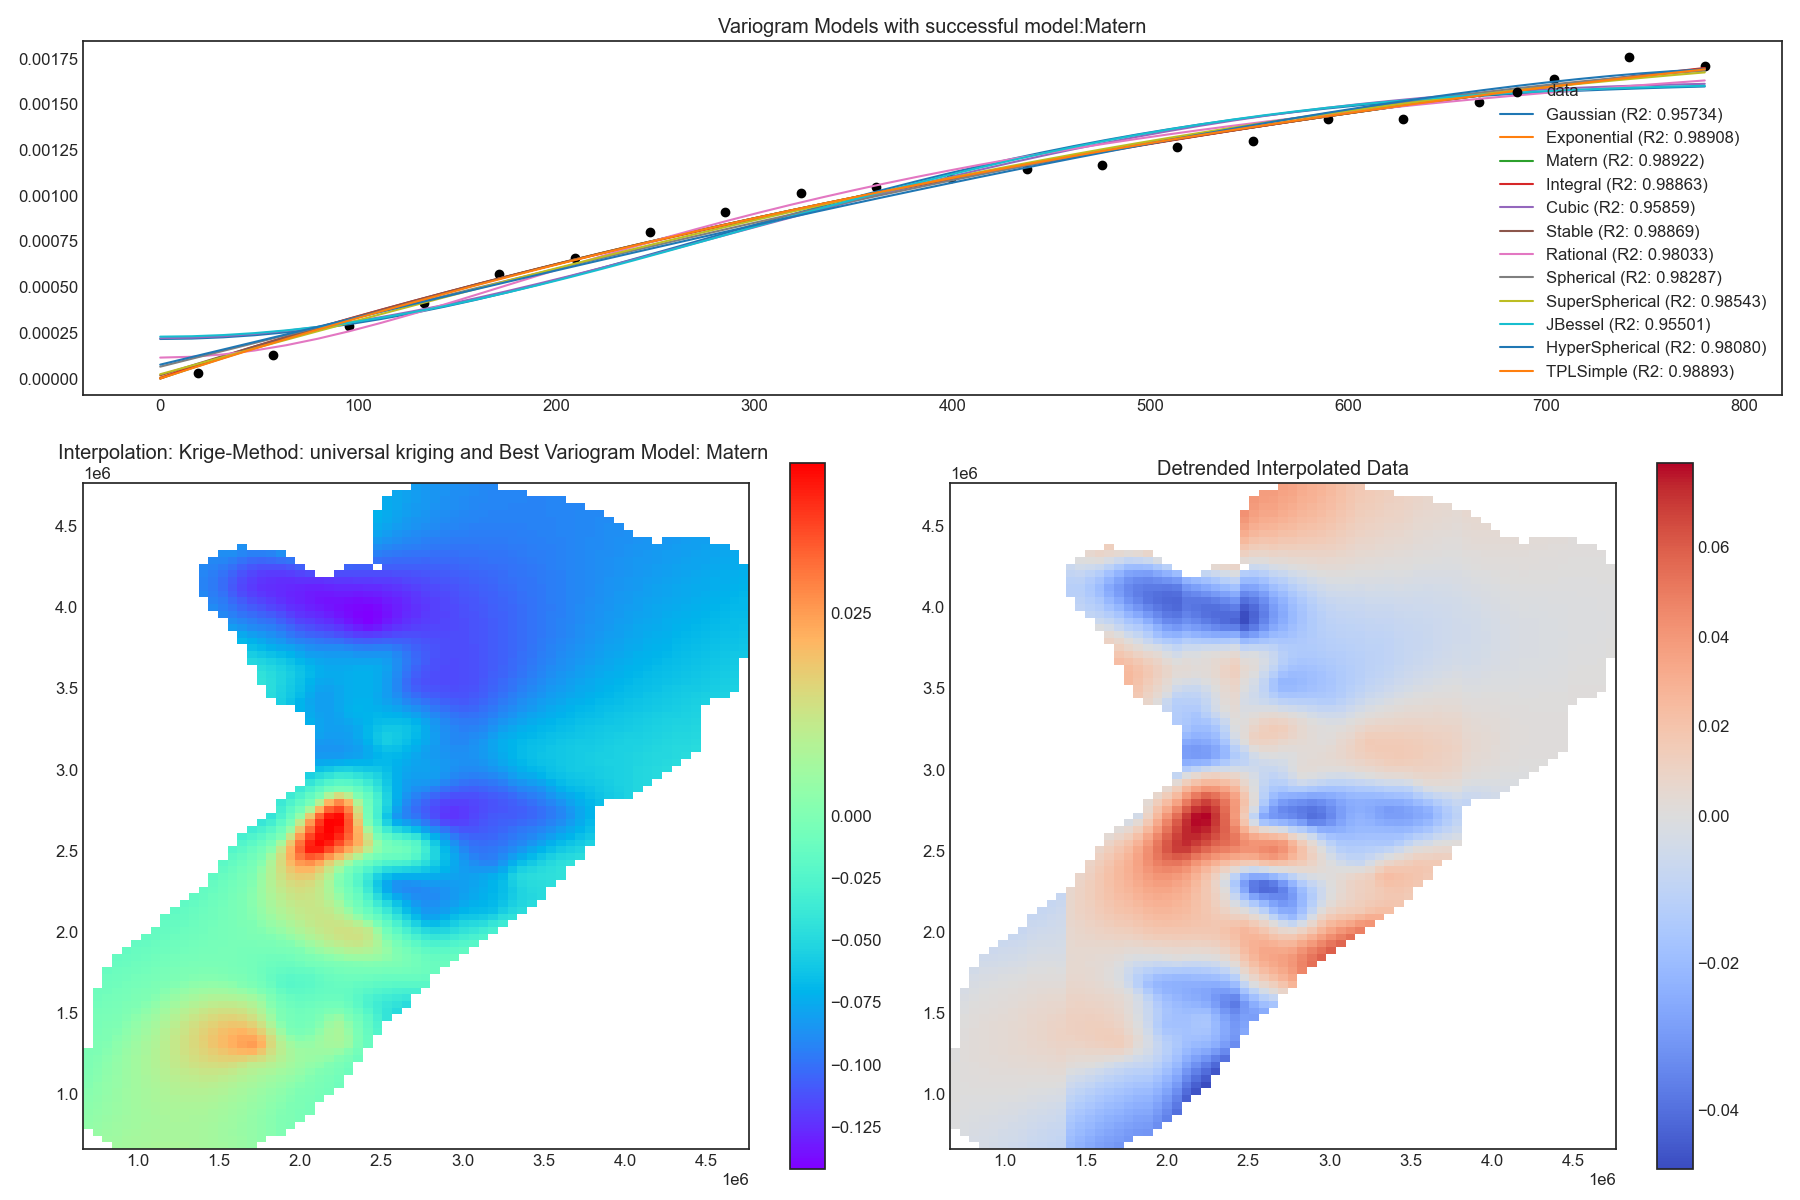 Variogram Models with successful model:Matern
0.00175
0.00150
0.00125
0.00100
0.00075
0.00050
0.00025
0.00000
data
Gaussian (R2: 0.95734)
Exponential (R2: 0.98908)
Matern (R2: 0.98922)
Integral (R2: 0.98863)
Cubic (R2: 0.95859)
Stable (R2: 0.98869)
Rational (R2: 0.98033)
Spherical (R2: 0.98287)
SuperSpherical (R2: 0.98543)
JBessel (R2: 0.95501)
HyperSpherical (R2: 0.98080)
TPLSimple (R2: 0.98893)
0 100 200 300 400 500 600 700 800
Interpolation: Krige-Method: universal kriging and Best Variogram Model: Matern
1e6
4.5
4.0
3.5
3.0
2.5
2.0
1.5
1.0
1.0 1.5 2.0 2.5 3.0 3.5 4.0 4.5
1e6
0.025
0.000
−0.025
−0.050
−0.075
−0.100
−0.125
Detrended Interpolated Data
1e6
4.5
4.0
3.5
3.0
2.5
2.0
1.5
1.0
1.0 1.5 2.0 2.5 3.0 3.5 4.0 4.5
1e6
0.06
0.04
0.02
0.00
−0.02
−0.04